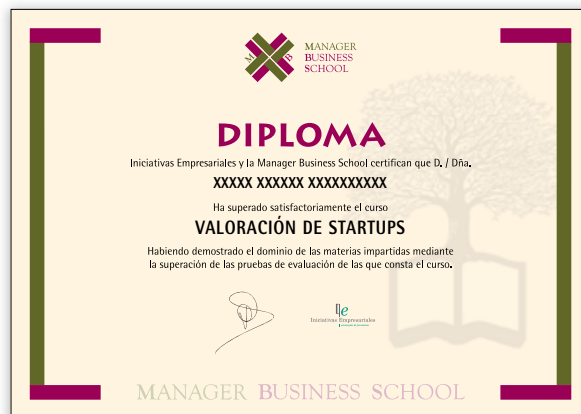 M B
MANAGER
BUSINESS
SCHOOL
DIPLOMA
Iniciativas Empresariales y la Manager Business School certifican que D. / Dña.
XXXXX XXXXXX XXXXXXXXXX
Ha superado satisfactoriamente el curso
VALORACIÓN DE STARTUPS
Habiendo demostrado el dominio de las materias impartidas mediante
la superación de las pruebas de evaluación de las que consta el curso.
Iniciativas Empresariales
MANAGER BUSINESS SCHOOL